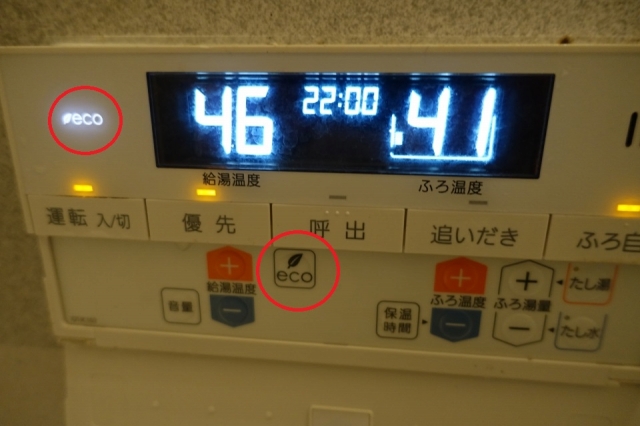 eco
46
22:00
41
給湯温度
ふろ温度
運転 入/切
優先
呼出
追いだき
ふろ自
eco
給湯温度
音量
ふろ温度
保温
時間
ふろ湯量
たし湯
たし水